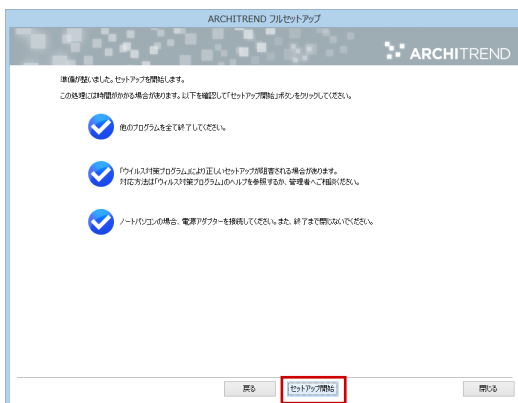 ARCHITREND フルセットアップ
ARCHITREND
準備が整いました。セットアップを開始します。
この処理には時間がかかる場合があります。以下を確認して「セットアップ開始」ボタンをクリックしてください。
他のプログラムを全て終了してください。
「ウイルス対策プログラム」により正しいセットアップが阻害される場合があります。
対応方法は「ウィルス対策プログラム」のヘルプを参照するか、管理者へご相談ください。
ノートパソコンの場合、電源アダプターを接続してください。また、終了まで閉じないでください。
戻る
セットアップ開始
閉じる